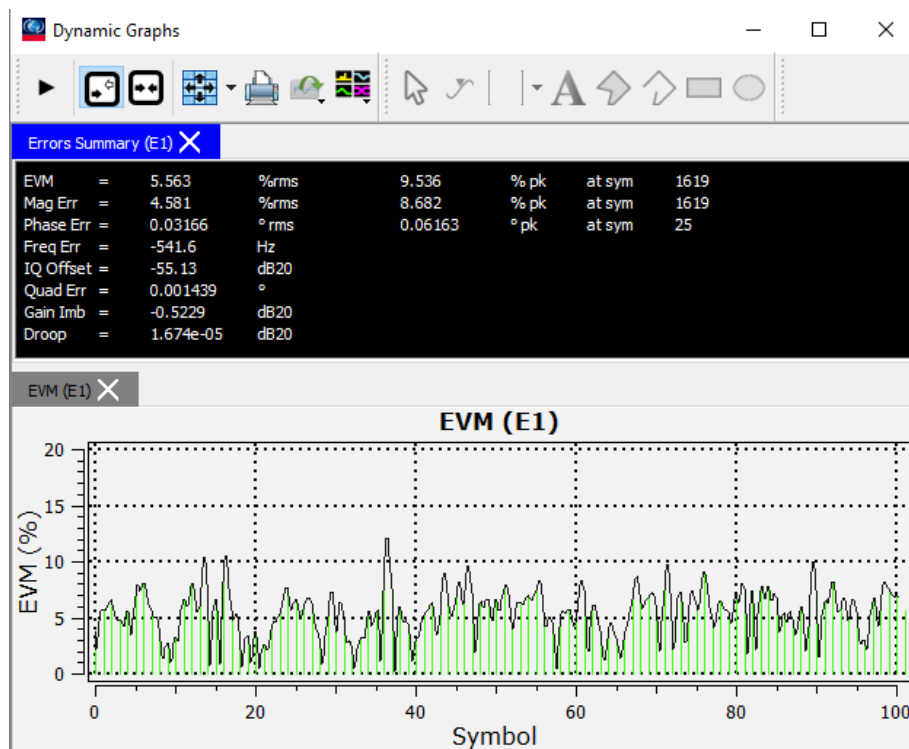 Dynamic Graphs
A
Errors Summary (E1)
EVM = 5.563 %rms 9.536 % pk at sym 1619
Mag Err = 4.581 %rms 8.682 % pk at sym 1619
Phase Err = 0.03166 ° rms 0.06163 ° pk at sym 25
Freq Err = -541.6 Hz
IQ Offset = -55.13 dB20
Quad Err = 0.001439 °
Gain Imb = -0.5229 dB20
Droop = 1.674e-05 dB20
EVM (E1)
EVM (E1)
EVM (%)
20
15
10
5
0
0 20 40 60 80 100
Symbol